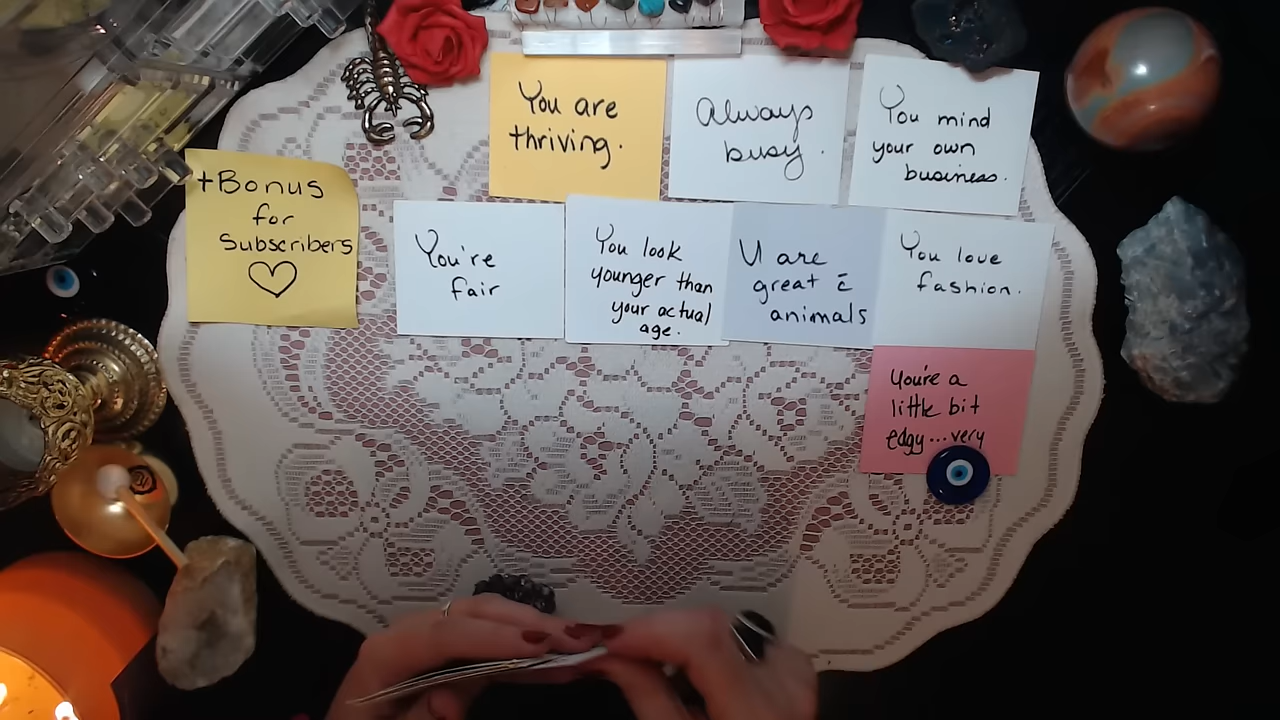 You are
thriving.
Always
busy.
You mind
your own
business.
+Bonus
for
Subscribers
You're
fair
You look
younger than
your actual
age.
U are
great c̄
animals
You love
fashion.
You're a
little bit
edgy...very